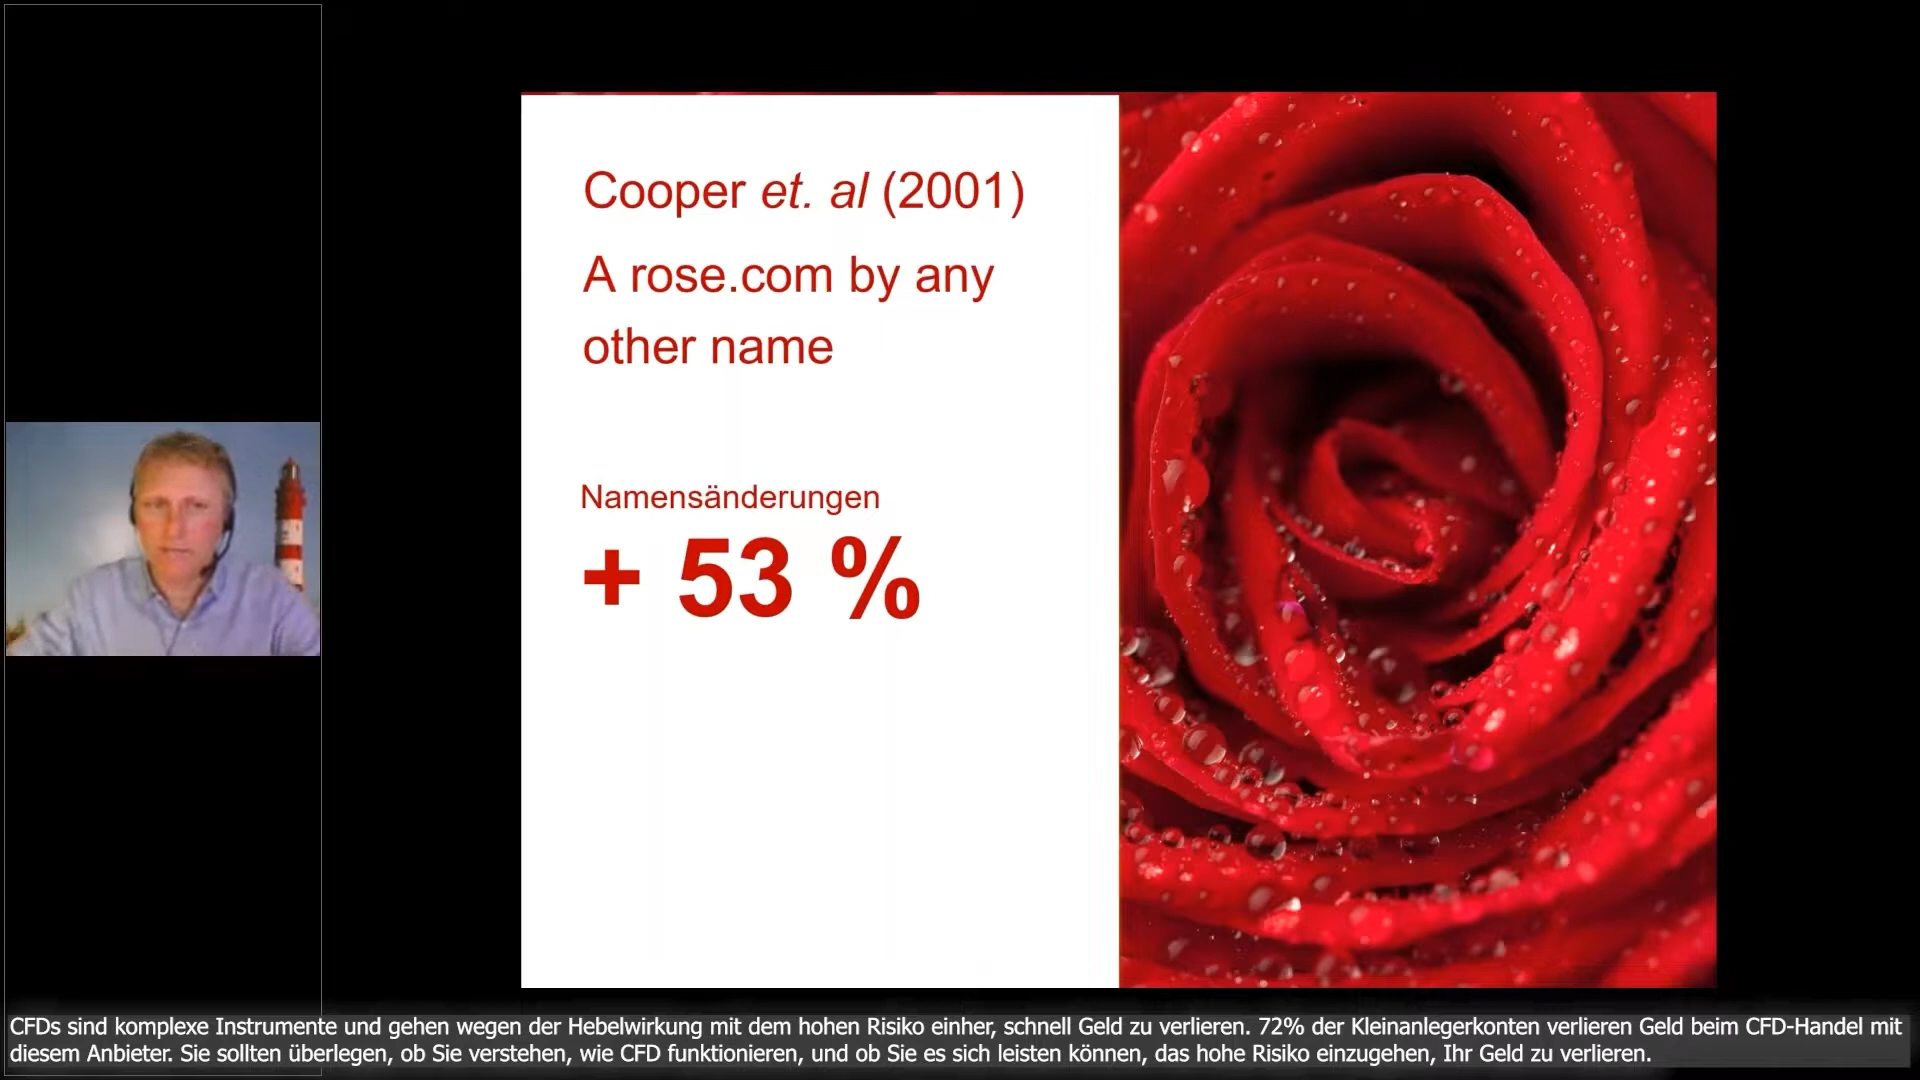 Cooper et. al (2001)
A rose.com by any
other name
Namensänderungen
+ 53 %
CFDs sind komplexe Instrumente und gehen wegen der Hebelwirkung mit dem hohen Risiko einher, schnell Geld zu verlieren. 72% der Kleinanlegerkonten verlieren Geld beim CFD-Handel mit
diesem Anbieter. Sie sollten überlegen, ob Sie verstehen, wie CFD funktionieren, und ob Sie es sich leisten können, das hohe Risiko einzugehen, Ihr Geld zu verlieren.